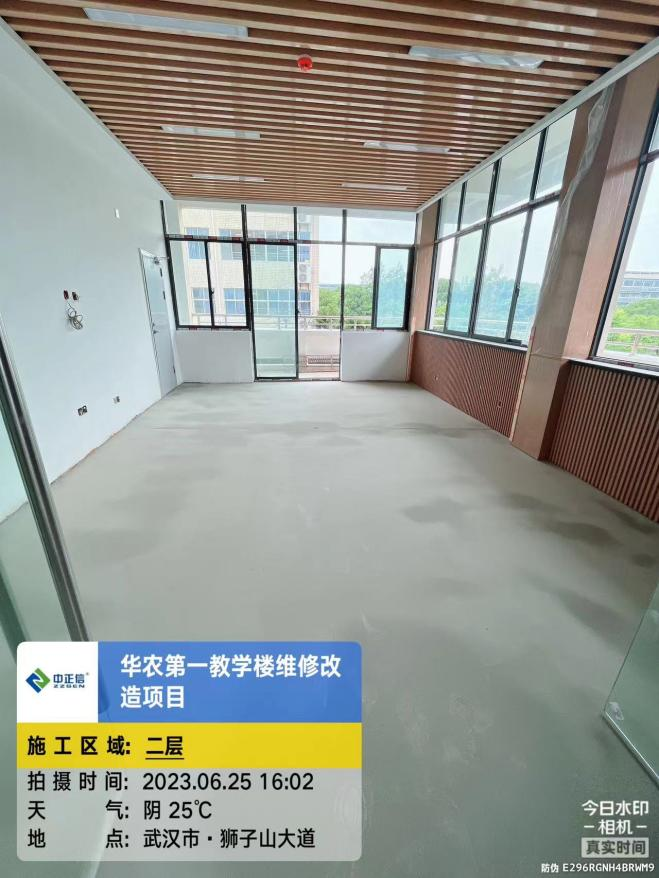 中正信
ZZSEN
华农第一教学楼维修改
造项目
施工区域: 二层
拍摄时间: 2023.06.25 16:02
天气: 阴 25℃
地点: 武汉市·狮子山大道
今日水印
-相机-
真实时间
防伪 E296RGNH4BRWM9